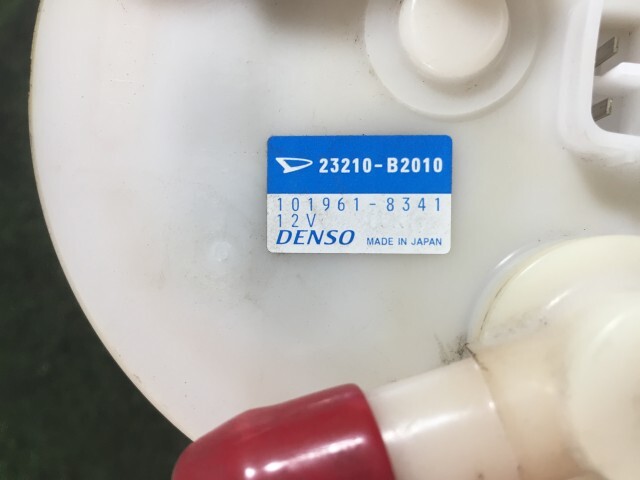 23210-B2010
101961-8341
12V
DENSO MADE IN JAPAN